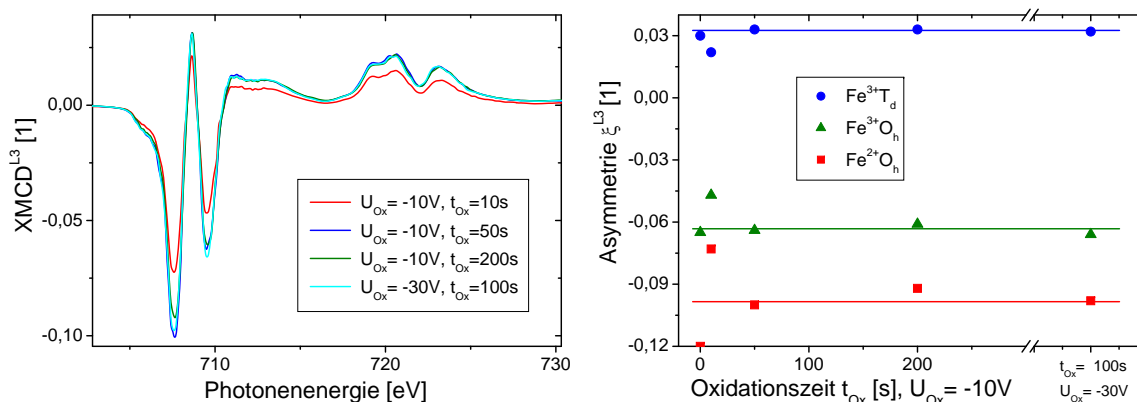 0,00
-0,05
-0,10
XMCD^L3 [1]
710
720
730
Photonenenergie [eV]
U_Ox= -10V, t_Ox=10s
U_Ox= -10V, t_Ox=50s
U_Ox= -10V, t_Ox=200s
U_Ox= -30V, t_Ox=100s
0,03
0,00
-0,03
-0,06
-0,09
-0,12
Asymmetrie ξ^L3 [1]
Fe^3+T_d
Fe^3+O_h
Fe^2+O_h
0
100
200
Oxidationszeit t_Ox [s], U_Ox= -10V
t_Ox= 100s
U_Ox= -30V